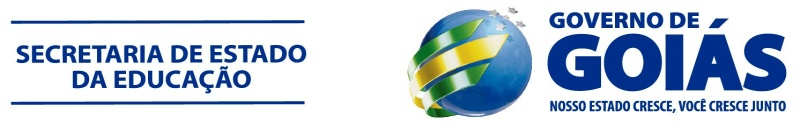 SECRETARIA DE ESTADO
DA EDUCAÇÃO
GOVERNO DE
GOIÁS
NOSSO ESTADO CRESCE, VOCÊ CRESCE JUNTO